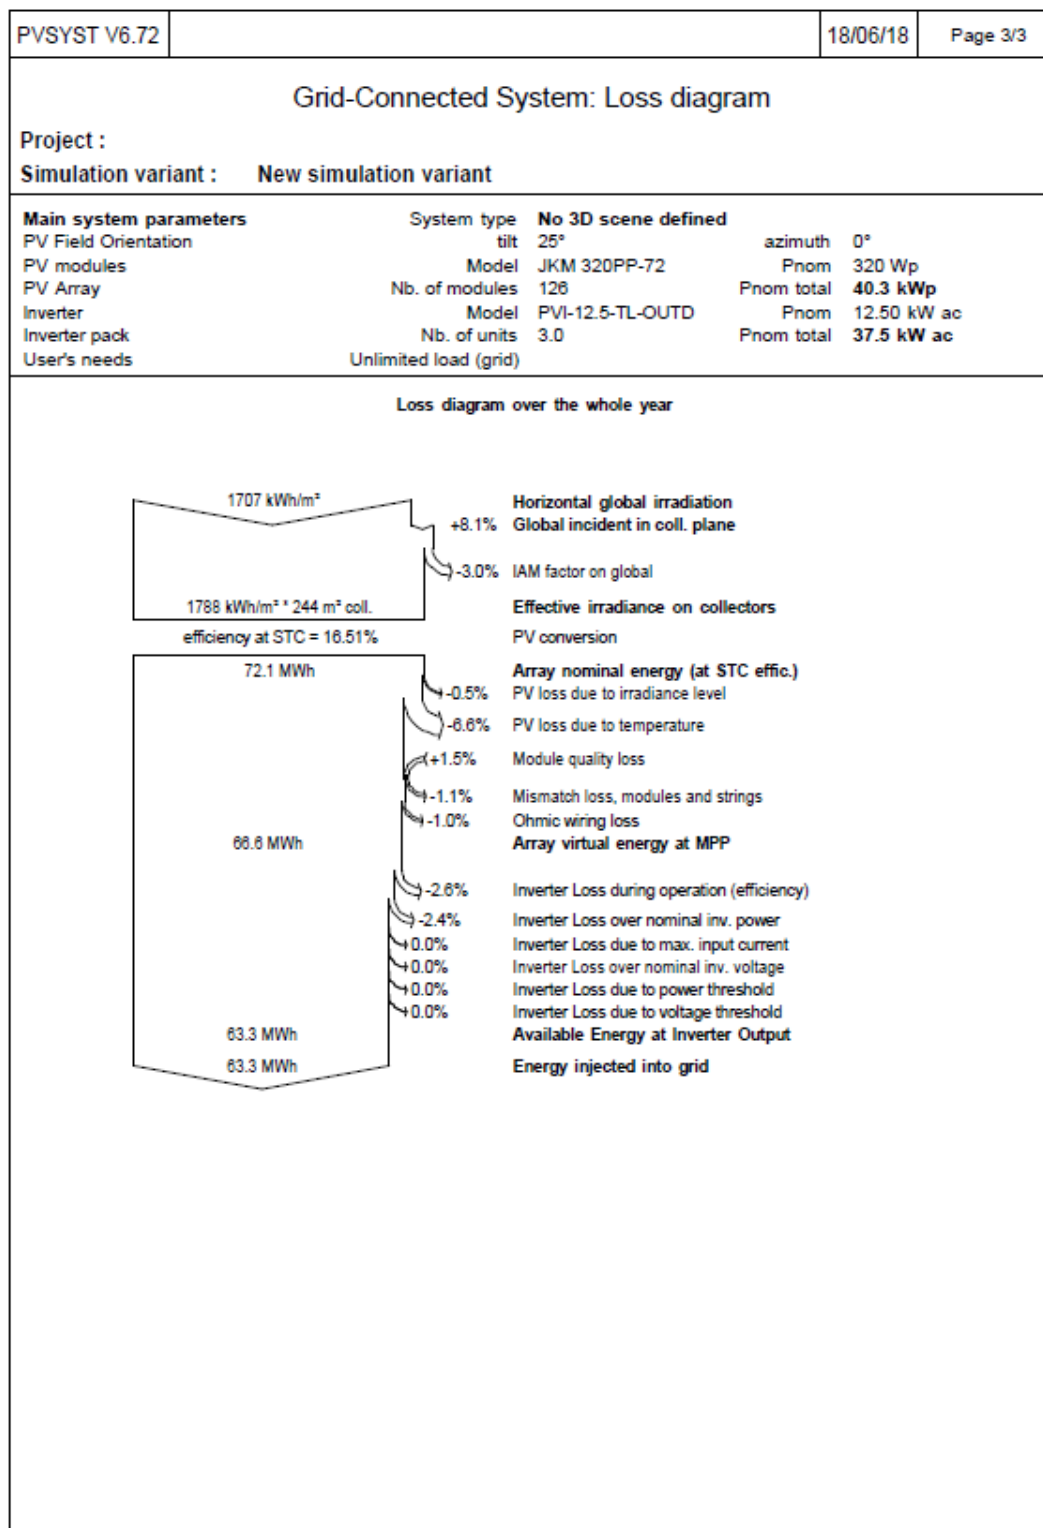 PVSYST V6.72 18/06/18 Page 3/3
Grid-Connected System: Loss diagram
Project :
Simulation variant : New simulation variant
Main system parameters System type No 3D scene defined
PV Field Orientation tilt 25° azimuth 0°
PV modules Model JKM 320PP-72 Pnom 320 Wp
PV Array Nb. of modules 126 Pnom total 40.3 kWp
Inverter Model PVI-12.5-TL-OUTD Pnom 12.50 kW ac
Inverter pack Nb. of units 3.0 Pnom total 37.5 kW ac
User's needs Unlimited load (grid)
Loss diagram over the whole year
1707 kWh/m² Horizontal global irradiation
+8.1% Global incident in coll. plane
-3.0% IAM factor on global
1788 kWh/m² * 244 m² coll. Effective irradiance on collectors
efficiency at STC = 16.51% PV conversion
72.1 MWh Array nominal energy (at STC effic.)
-0.5% PV loss due to irradiance level
-6.6% PV loss due to temperature
+1.5% Module quality loss
-1.1% Mismatch loss, modules and strings
-1.0% Ohmic wiring loss
66.6 MWh Array virtual energy at MPP
-2.6% Inverter Loss during operation (efficiency)
-2.4% Inverter Loss over nominal inv. power
0.0% Inverter Loss due to max. input current
0.0% Inverter Loss over nominal inv. voltage
0.0% Inverter Loss due to power threshold
0.0% Inverter Loss due to voltage threshold
63.3 MWh Available Energy at Inverter Output
63.3 MWh Energy injected into grid